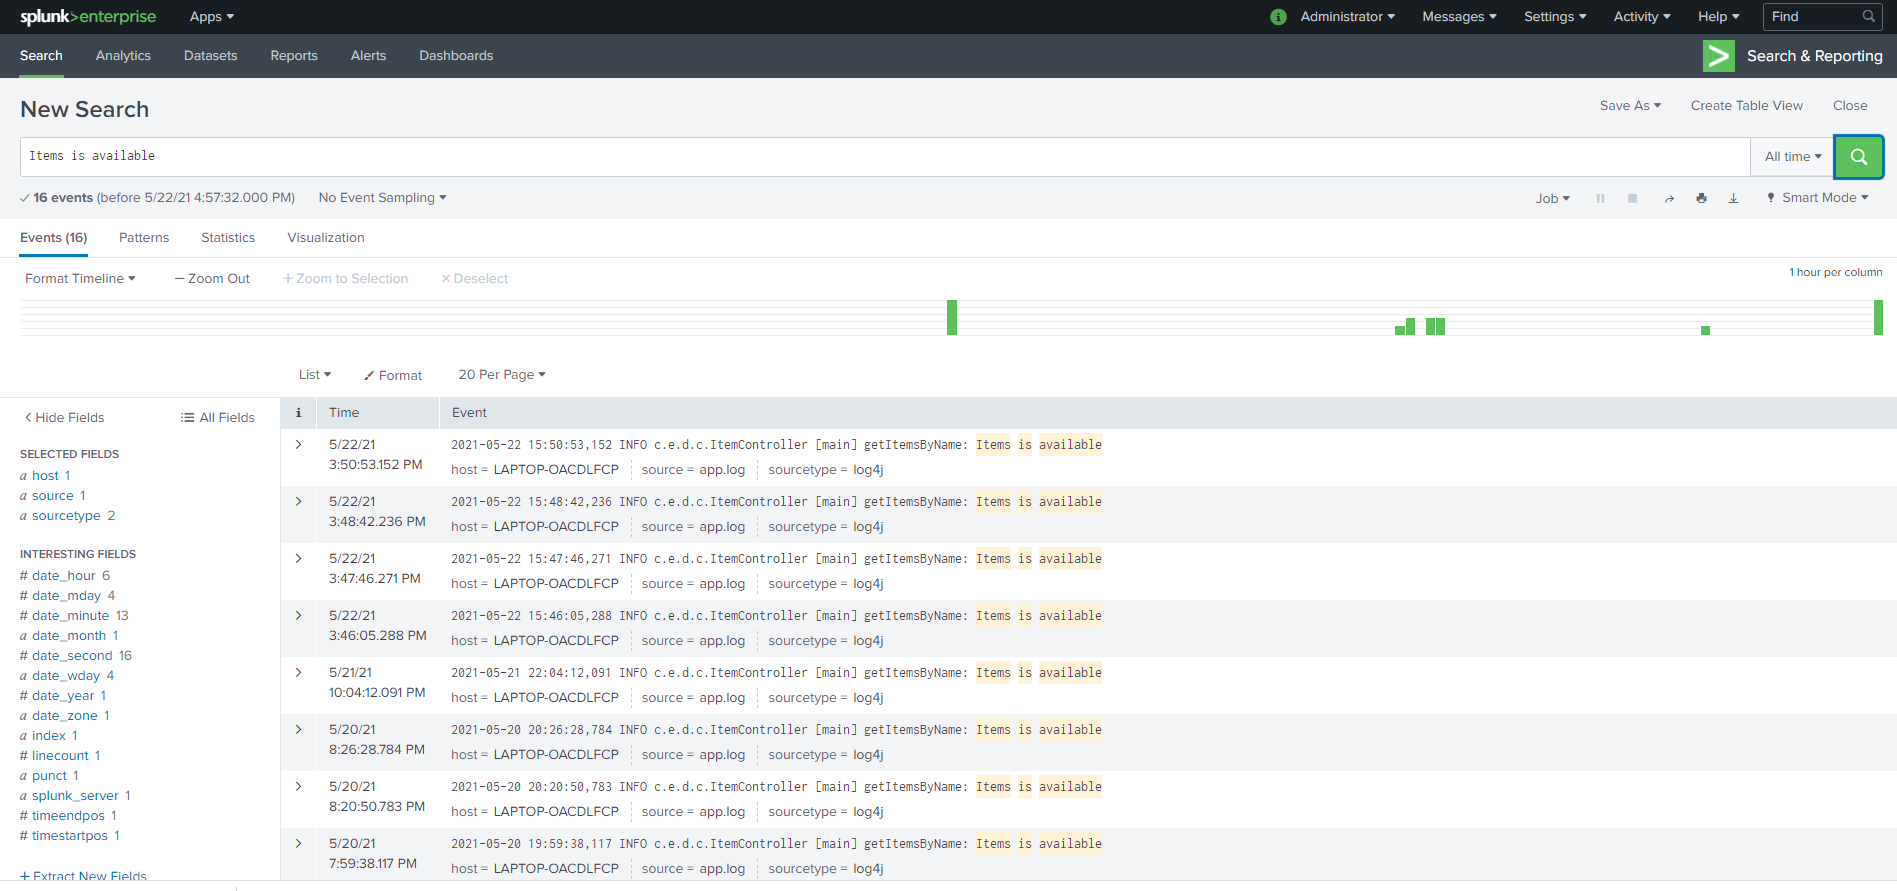 splunk>enterprise Apps Administrator Messages Settings Activity Help Find
Search Analytics Datasets Reports Alerts Dashboards Search & Reporting
New Search Save As Create Table View Close
Items is available All time
16 events (before 5/22/21 4:57:32.000 PM) No Event Sampling Job Smart Mode
Events (16) Patterns Statistics Visualization
Format Timeline — Zoom Out + Zoom to Selection × Deselect 1 hour per column
List Format 20 Per Page
< Hide Fields All Fields
SELECTED FIELDS
a host 1
a source 1
a sourcetype 2
INTERESTING FIELDS
# date_hour 6
# date_mday 4
# date_minute 13
a date_month 1
# date_second 16
a date_wday 4
# date_year 1
a date_zone 1
a index 1
# linecount 1
a punct 1
a splunk_server 1
# timeendpos 1
# timestartpos 1
+ Extract New Fields
i Time Event
5/22/21 2021-05-22 15:50:53,152 INFO c.e.d.c.ItemController [main] getItemsByName: Items is available
3:50:53.152 PM host = LAPTOP-OACDLFCP source = app.log sourcetype = log4j
5/22/21 2021-05-22 15:48:42,236 INFO c.e.d.c.ItemController [main] getItemsByName: Items is available
3:48:42.236 PM host = LAPTOP-OACDLFCP source = app.log sourcetype = log4j
5/22/21 2021-05-22 15:47:46,271 INFO c.e.d.c.ItemController [main] getItemsByName: Items is available
3:47:46.271 PM host = LAPTOP-OACDLFCP source = app.log sourcetype = log4j
5/22/21 2021-05-22 15:46:05,288 INFO c.e.d.c.ItemController [main] getItemsByName: Items is available
3:46:05.288 PM host = LAPTOP-OACDLFCP source = app.log sourcetype = log4j
5/21/21 2021-05-21 22:04:12,091 INFO c.e.d.c.ItemController [main] getItemsByName: Items is available
10:04:12.091 PM host = LAPTOP-OACDLFCP source = app.log sourcetype = log4j
5/20/21 2021-05-20 20:26:28,784 INFO c.e.d.c.ItemController [main] getItemsByName: Items is available
8:26:28.784 PM host = LAPTOP-OACDLFCP source = app.log sourcetype = log4j
5/20/21 2021-05-20 20:20:50,783 INFO c.e.d.c.ItemController [main] getItemsByName: Items is available
8:20:50.783 PM host = LAPTOP-OACDLFCP source = app.log sourcetype = log4j
5/20/21 2021-05-20 19:59:38,117 INFO c.e.d.c.ItemController [main] getItemsByName: Items is available
7:59:38.117 PM host = LAPTOP-OACDLFCP source = app.log sourcetype = log4j